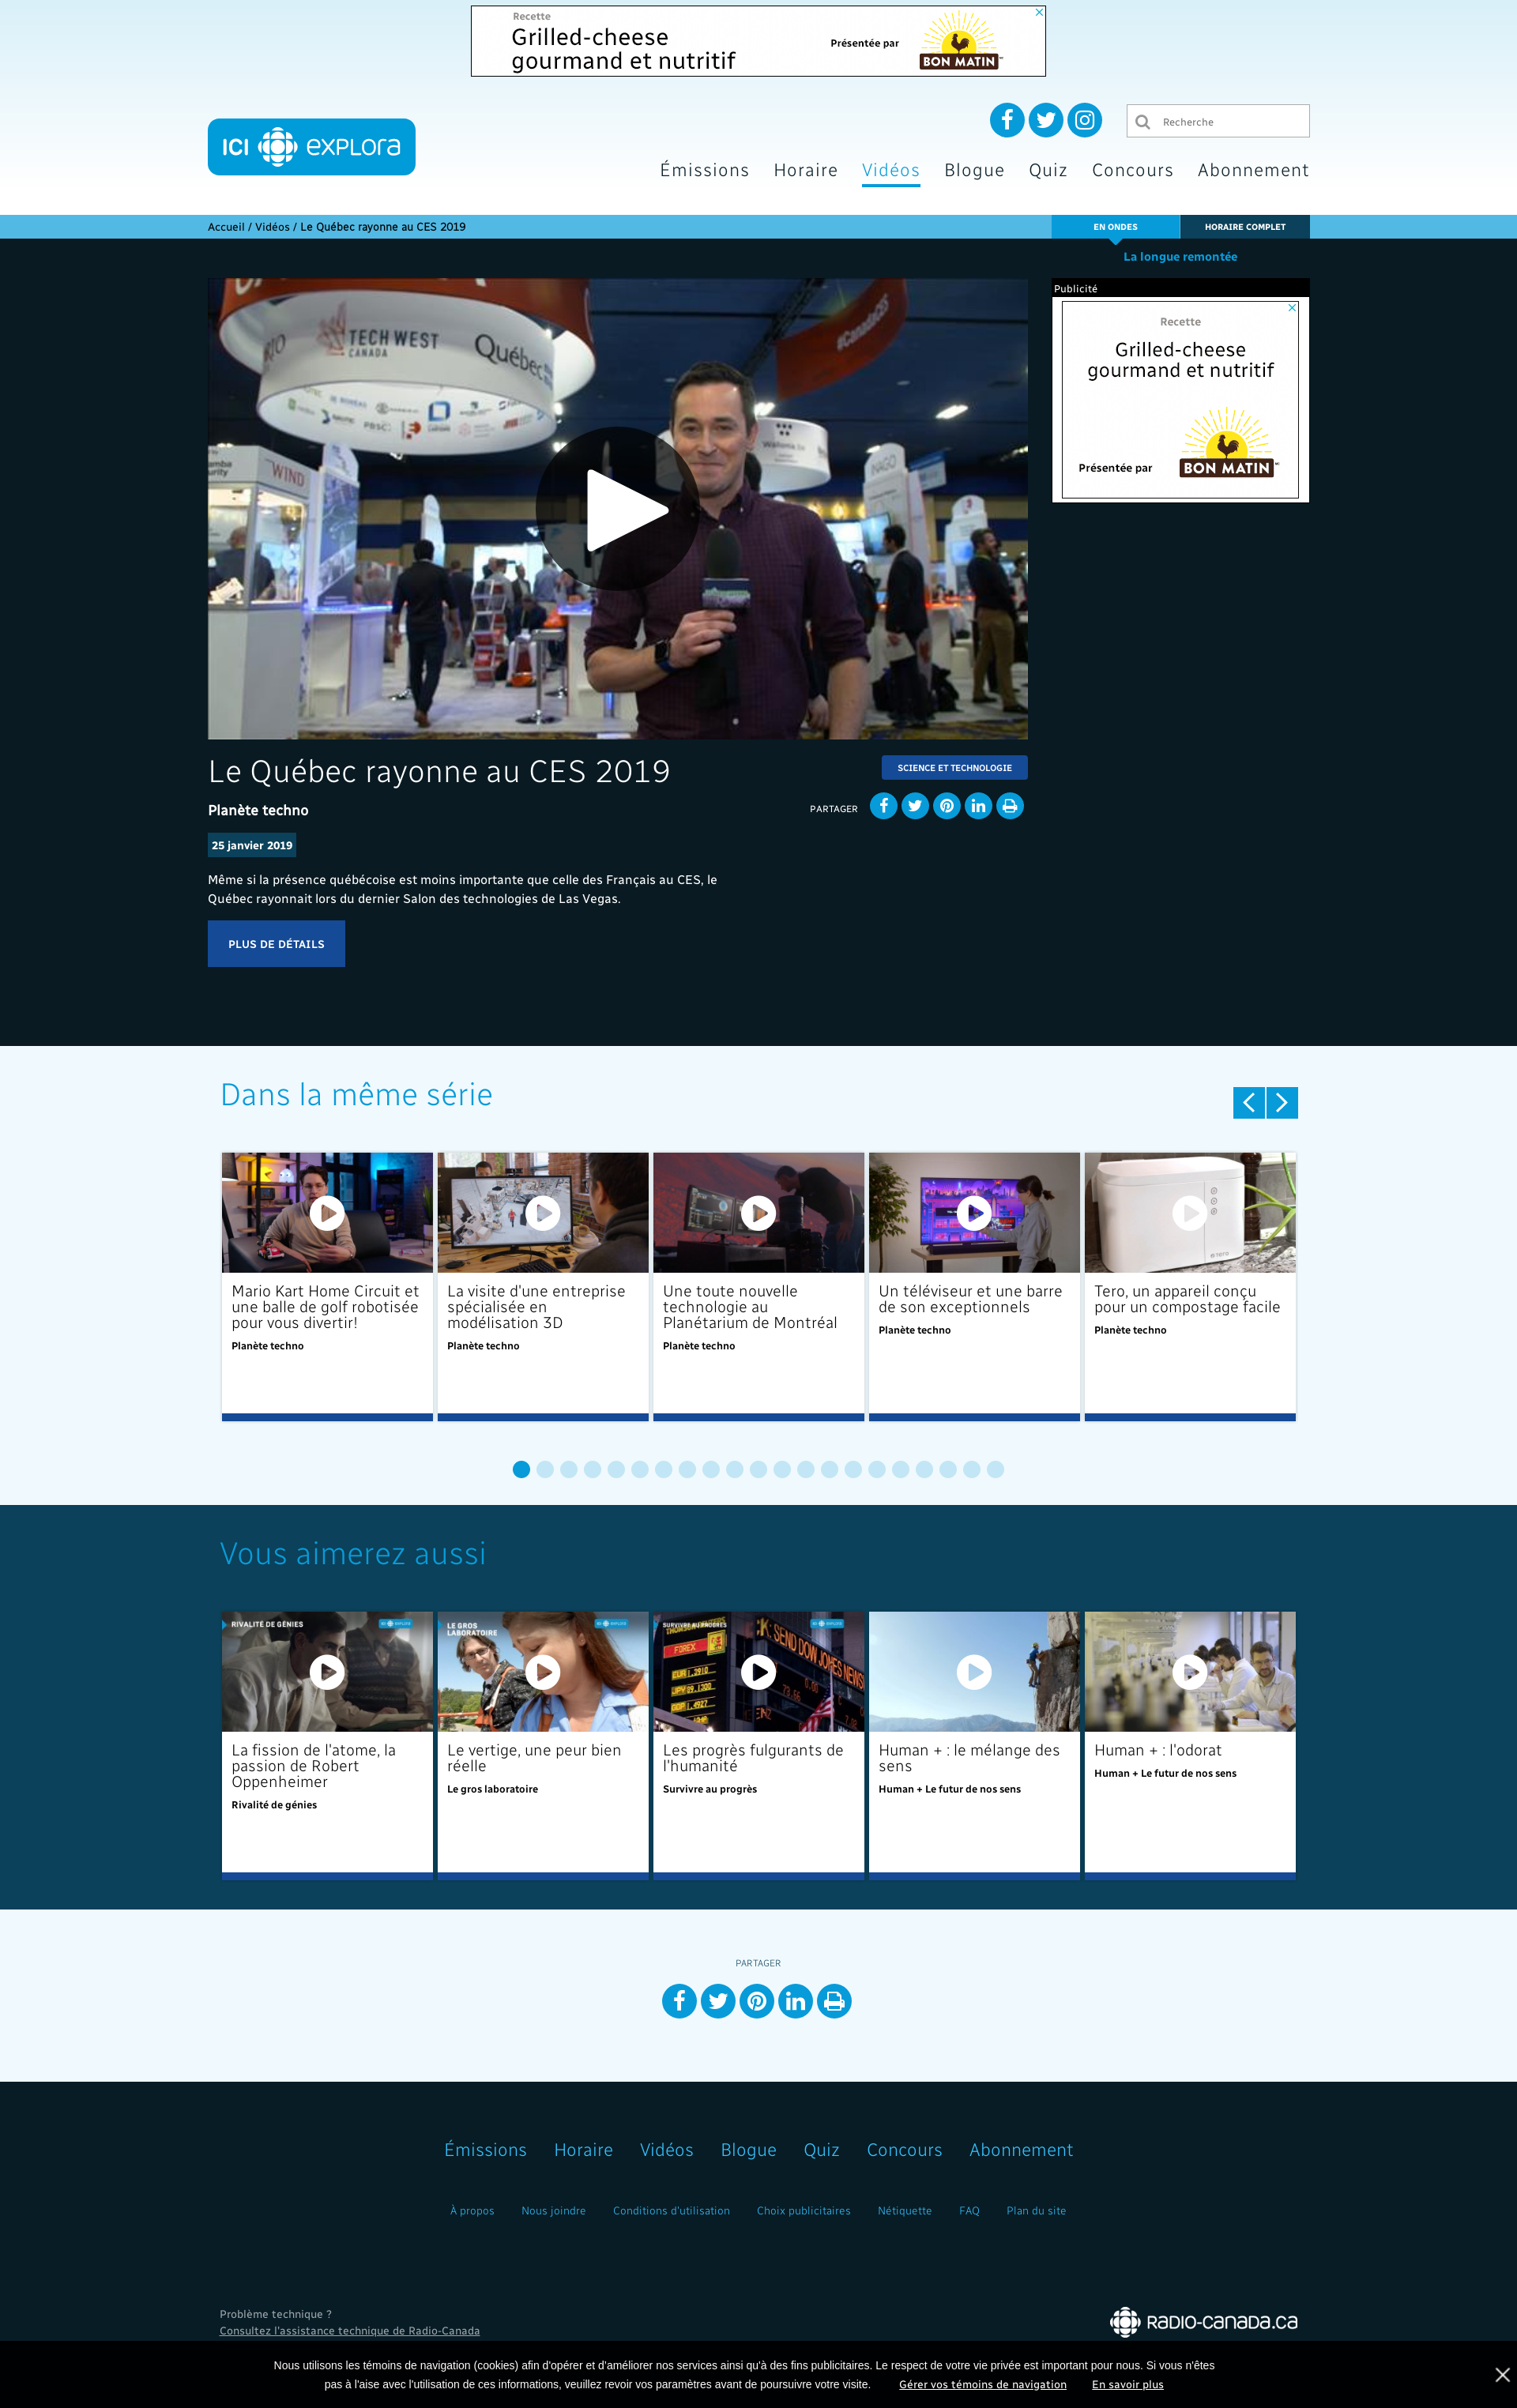 Recette
Grilled-cheese
gourmand et nutritif
Présentée par
BON MATIN
ICI explora
Recherche
Émissions
Horaire
Vidéos
Blogue
Quiz
Concours
Abonnement
Accueil / Vidéos / Le Québec rayonne au CES 2019
EN ONDES
HORAIRE COMPLET
La longue remontée
Publicité
Recette
Grilled-cheese
gourmand et nutritif
Présentée par
BON MATIN
TECH WEST
CANADA
Québec
#CanadaCES
WIND
Le Québec rayonne au CES 2019
SCIENCE ET TECHNOLOGIE
Planète techno
PARTAGER
25 janvier 2019
Même si la présence québécoise est moins importante que celle des Français au CES, le
Québec rayonnait lors du dernier Salon des technologies de Las Vegas.
PLUS DE DÉTAILS
Dans la même série
Mario Kart Home Circuit et
une balle de golf robotisée
pour vous divertir!
Planète techno
La visite d'une entreprise
spécialisée en
modélisation 3D
Planète techno
Une toute nouvelle
technologie au
Planétarium de Montréal
Planète techno
Un téléviseur et une barre
de son exceptionnels
Planète techno
tero
Tero, un appareil conçu
pour un compostage facile
Planète techno
Vous aimerez aussi
RIVALITÉ DE GÉNIES
ICI EXPLORA
La fission de l'atome, la
passion de Robert
Oppenheimer
Rivalité de génies
LE GROS
LABORATOIRE
ICI EXPLORA
Le vertige, une peur bien
réelle
Le gros laboratoire
SURVIVRE AU PROGRÈS
ICI EXPLORA
FOREX
SEND DOW JONES NEWS
Les progrès fulgurants de
l'humanité
Survivre au progrès
Human + : le mélange des
sens
Human + Le futur de nos sens
Human + : l'odorat
Human + Le futur de nos sens
PARTAGER
Émissions
Horaire
Vidéos
Blogue
Quiz
Concours
Abonnement
À propos
Nous joindre
Conditions d'utilisation
Choix publicitaires
Nétiquette
FAQ
Plan du site
Problème technique ?
Consultez l'assistance technique de Radio-Canada
Radio-Canada.ca
Nous utilisons les témoins de navigation (cookies) afin d'opérer et d'améliorer nos services ainsi qu'à des fins publicitaires. Le respect de votre vie privée est important pour nous. Si vous n'êtes
pas à l'aise avec l'utilisation de ces informations, veuillez revoir vos paramètres avant de poursuivre votre visite. Gérer vos témoins de navigation En savoir plus